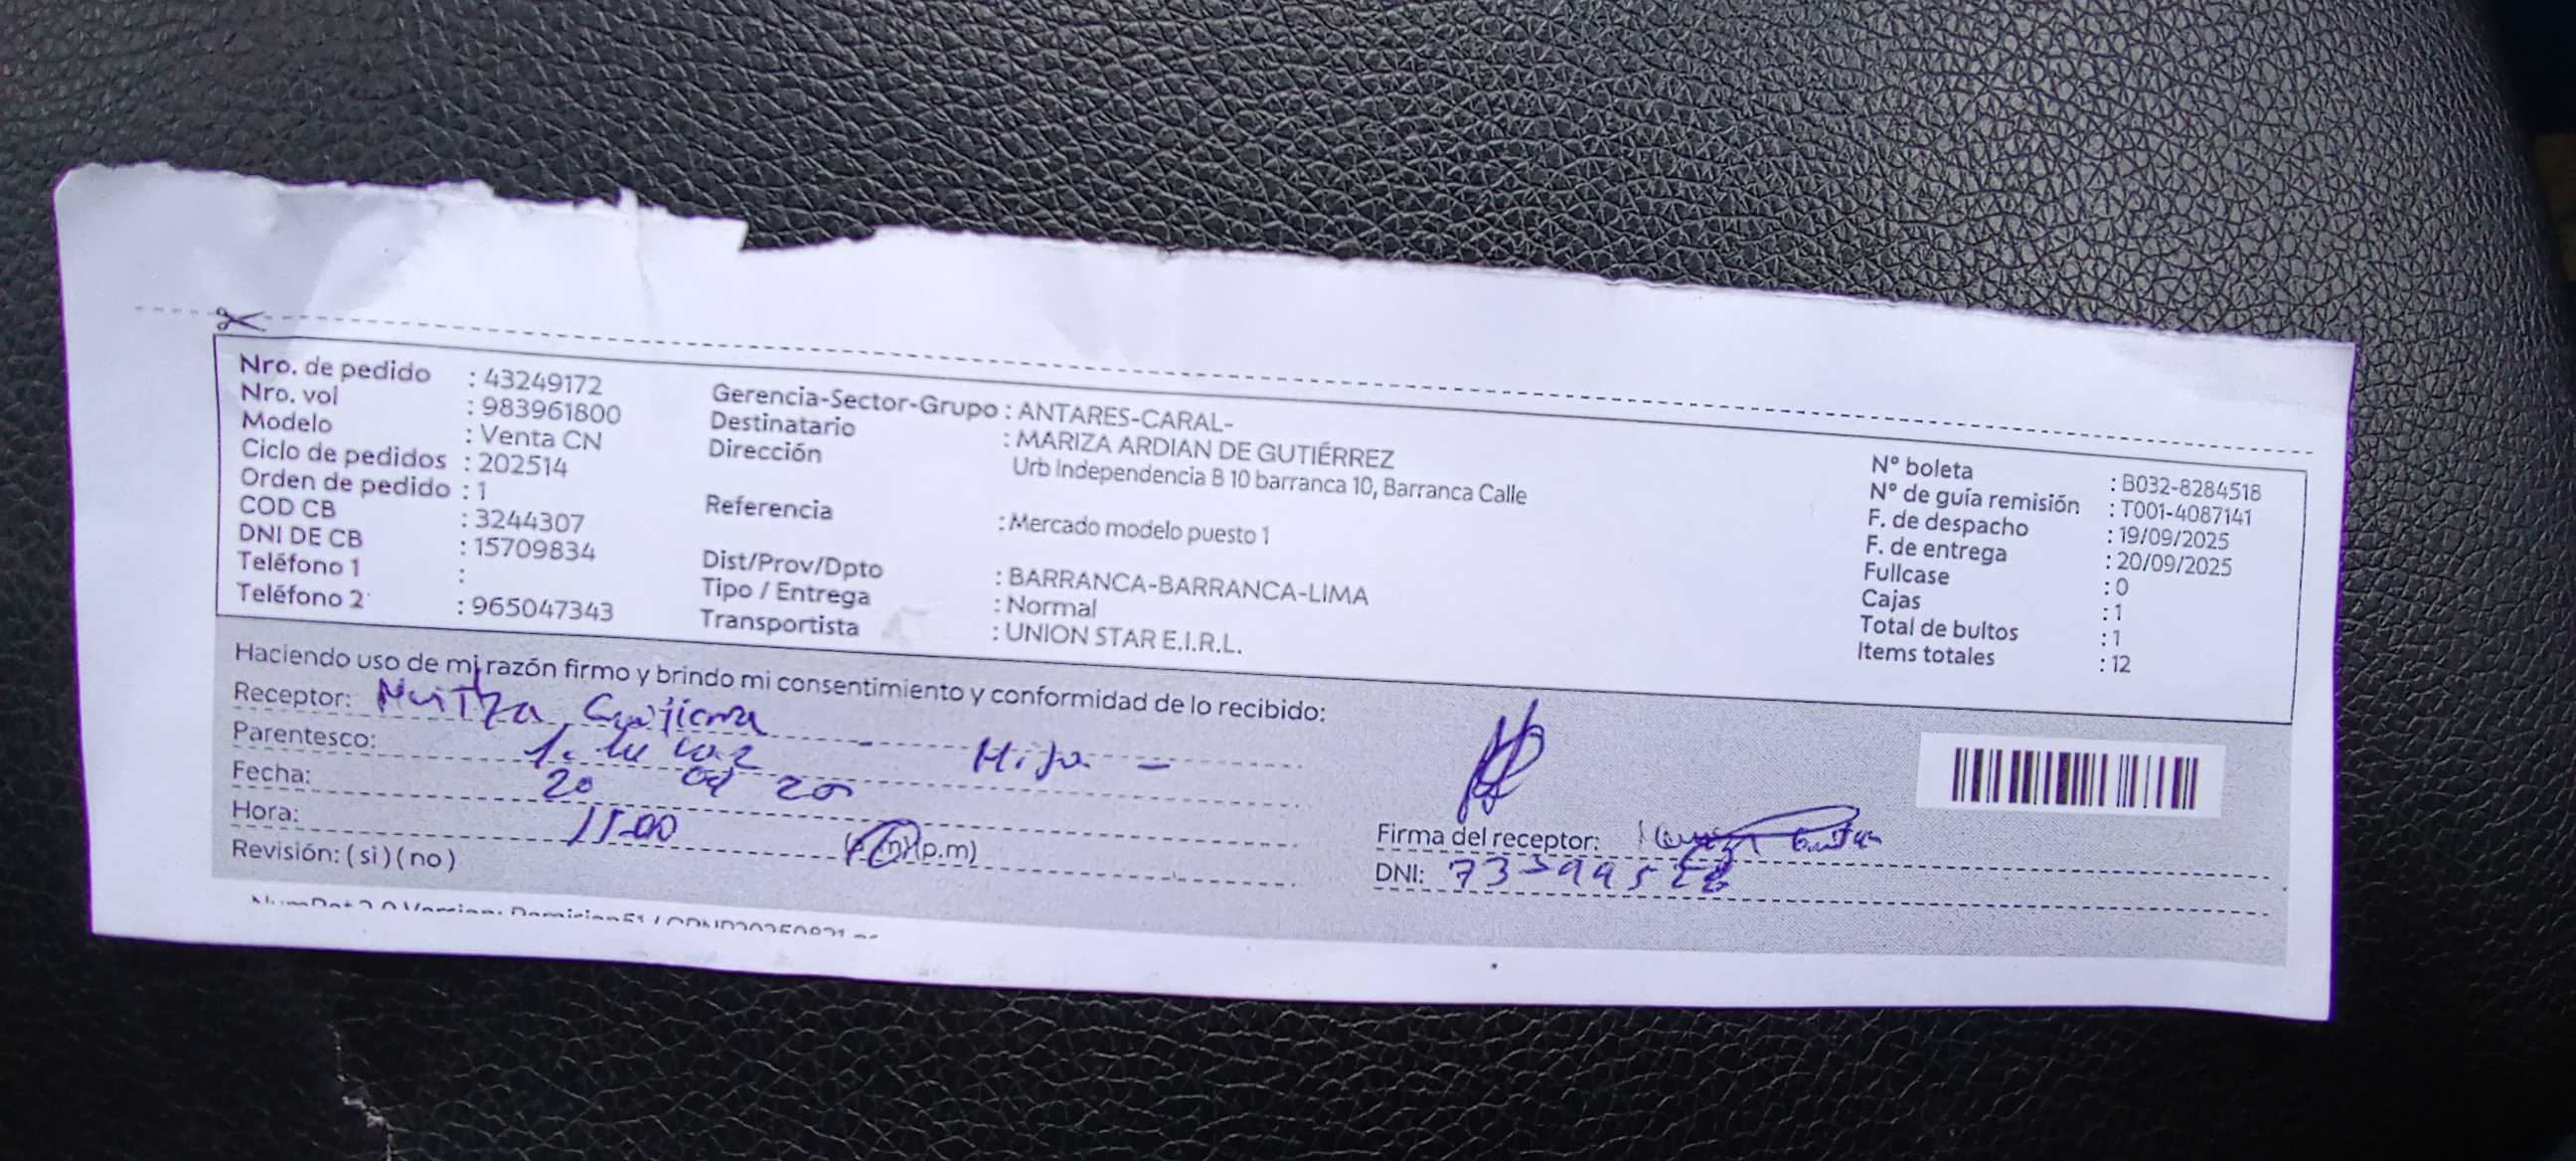 Nro. de pedido : 43249172
Nro. vol : 983961800
Modelo : Venta CN
Ciclo de pedidos : 202514
Orden de pedido : 1
COD CB : 3244307
DNI DE CB : 15709834
Teléfono 1 :
Teléfono 2 : 965047343
Gerencia-Sector-Grupo : ANTARES-CARAL-
Destinatario : MARIZA ARDIAN DE GUTIÉRREZ
Dirección Urb Independencia B 10 barranca 10, Barranca Calle
Referencia : Mercado modelo puesto 1
Dist/Prov/Dpto : BARRANCA-BARRANCA-LIMA
Tipo / Entrega : Normal
Transportista : UNION STAR E.I.R.L.
N° boleta : B032-8284518
N° de guía remisión : T001-4087141
F. de despacho : 19/09/2025
F. de entrega : 20/09/2025
Fullcase : 0
Cajas : 1
Total de bultos : 1
Items totales : 12
Haciendo uso de mi razón firmo y brindo mi consentimiento y conformidad de lo recibido:
Receptor:
Parentesco: Hija -
Fecha: 20
Hora: 11:00 (p.m)
Revisión: (si) (no)
Firma del receptor:
DNI: